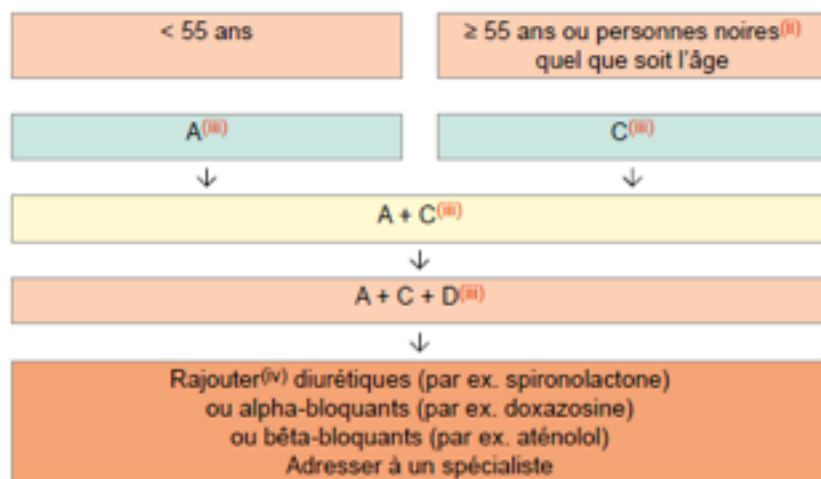 < 55 ans
≥ 55 ans ou personnes noires(ii)
quel que soit l'âge
A(iii)
C(iii)
A + C(iii)
A + C + D(iii)
Rajouter(iv) diurétiques (par ex. spironolactone)
ou alpha-bloquants (par ex. doxazosine)
ou bêta-bloquants (par ex. aténolol)
Adresser à un spécialiste